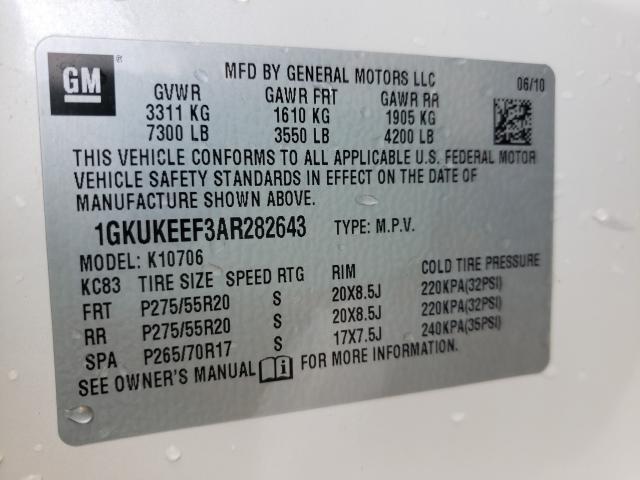 GM ®
MFD BY GENERAL MOTORS LLC 06/10
GVWR GAWR FRT GAWR RR
3311 KG 1610 KG 1905 KG
7300 LB 3550 LB 4200 LB
THIS VEHICLE CONFORMS TO ALL APPLICABLE U.S. FEDERAL MOTOR
VEHICLE SAFETY STANDARDS IN EFFECT ON THE DATE OF
MANUFACTURE SHOWN ABOVE.
1GKUKEEF3AR282643 TYPE: M.P.V.
MODEL: K10706
KC83 TIRE SIZE SPEED RTG RIM COLD TIRE PRESSURE
FRT P275/55R20 S 20X8.5J 220KPA(32PSI)
RR P275/55R20 S 20X8.5J 220KPA(32PSI)
SPA P265/70R17 S 17X7.5J 240KPA(35PSI)
SEE OWNER'S MANUAL FOR MORE INFORMATION.